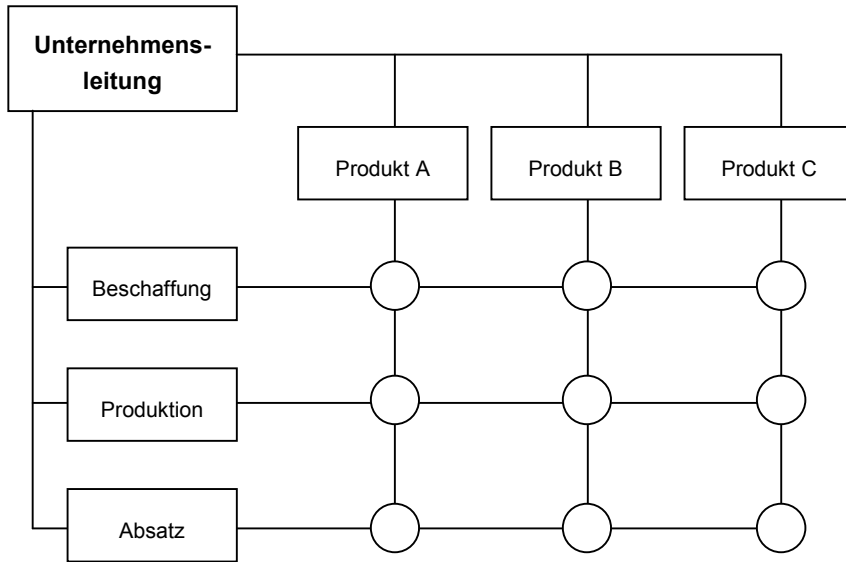 Unternehmens-
leitung
Produkt A
Produkt B
Produkt C
Beschaffung
Produktion
Absatz